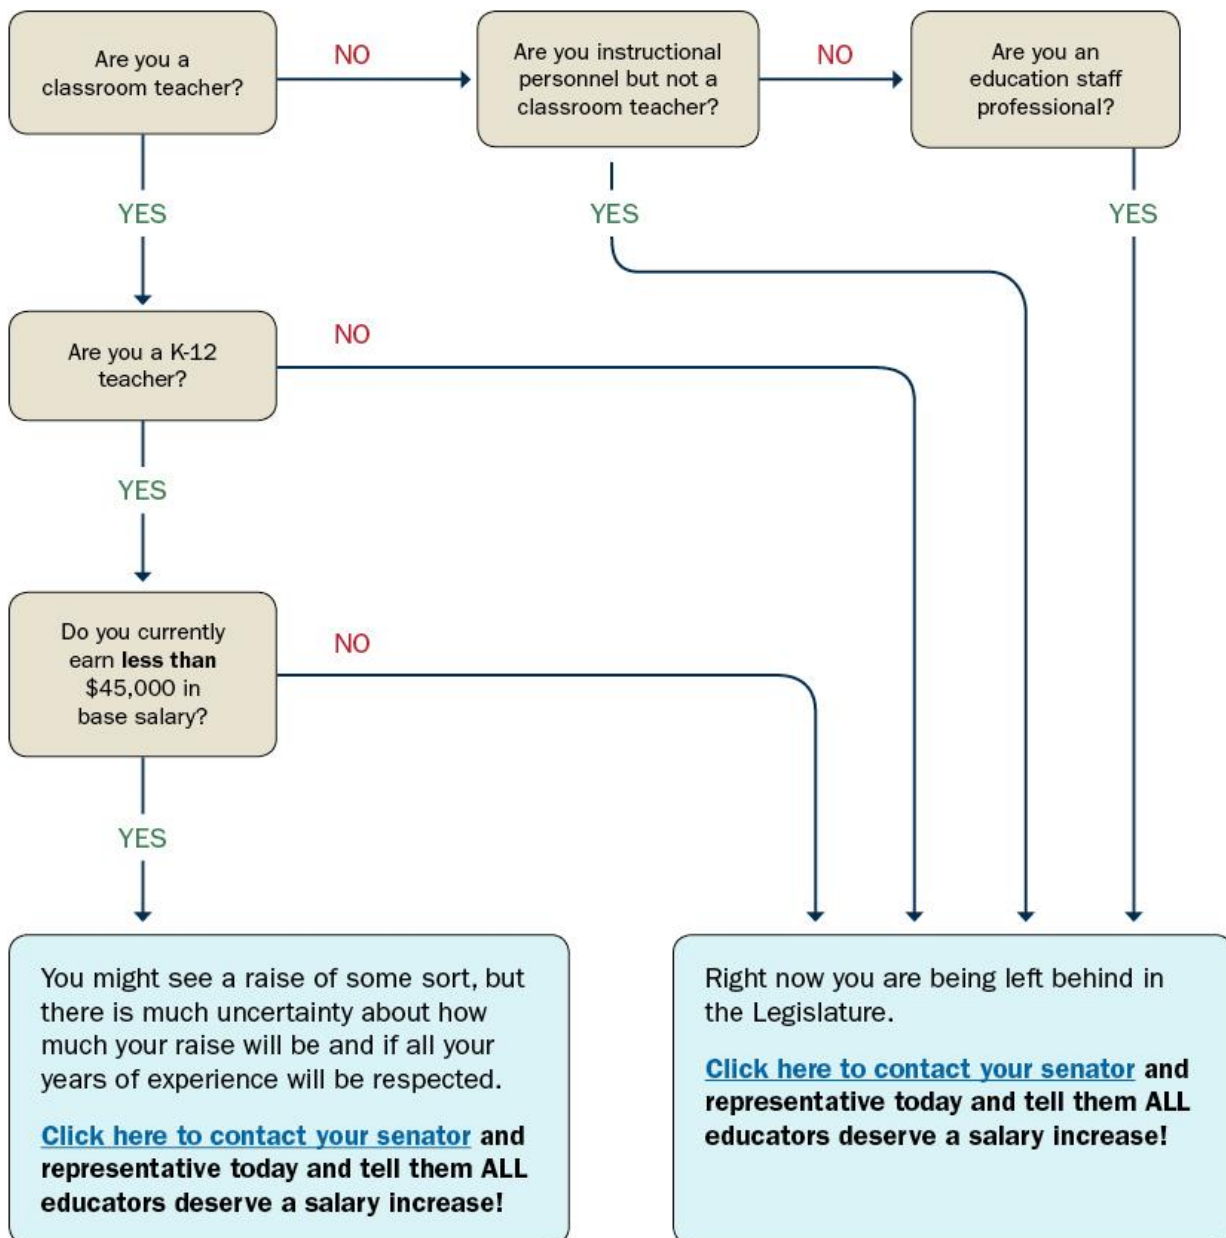 Are you a
classroom teacher?
NO
Are you instructional
personnel but not a
classroom teacher?
NO
Are you an
education staff
professional?
YES
YES
YES
Are you a K-12
teacher?
NO
YES
Do you currently
earn less than
$45,000 in
base salary?
NO
YES
You might see a raise of some sort, but
there is much uncertainty about how
much your raise will be and if all your
years of experience will be respected.
Click here to contact your senator and
representative today and tell them ALL
educators deserve a salary increase!
Right now you are being left behind in
the Legislature.
Click here to contact your senator and
representative today and tell them ALL
educators deserve a salary increase!